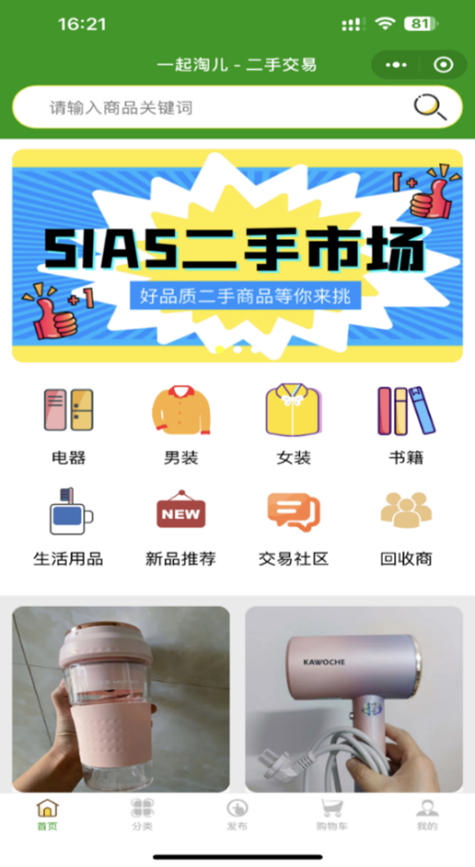 16:21
81
一起淘儿 - 二手交易
请输入商品关键词
+1
SIAS二手市场
好品质二手商品等你来挑
+1
电器
男装
女装
书籍
NEW
生活用品
新品推荐
交易社区
回收商
KAWOCHE
首页
分类
发布
购物车
我的